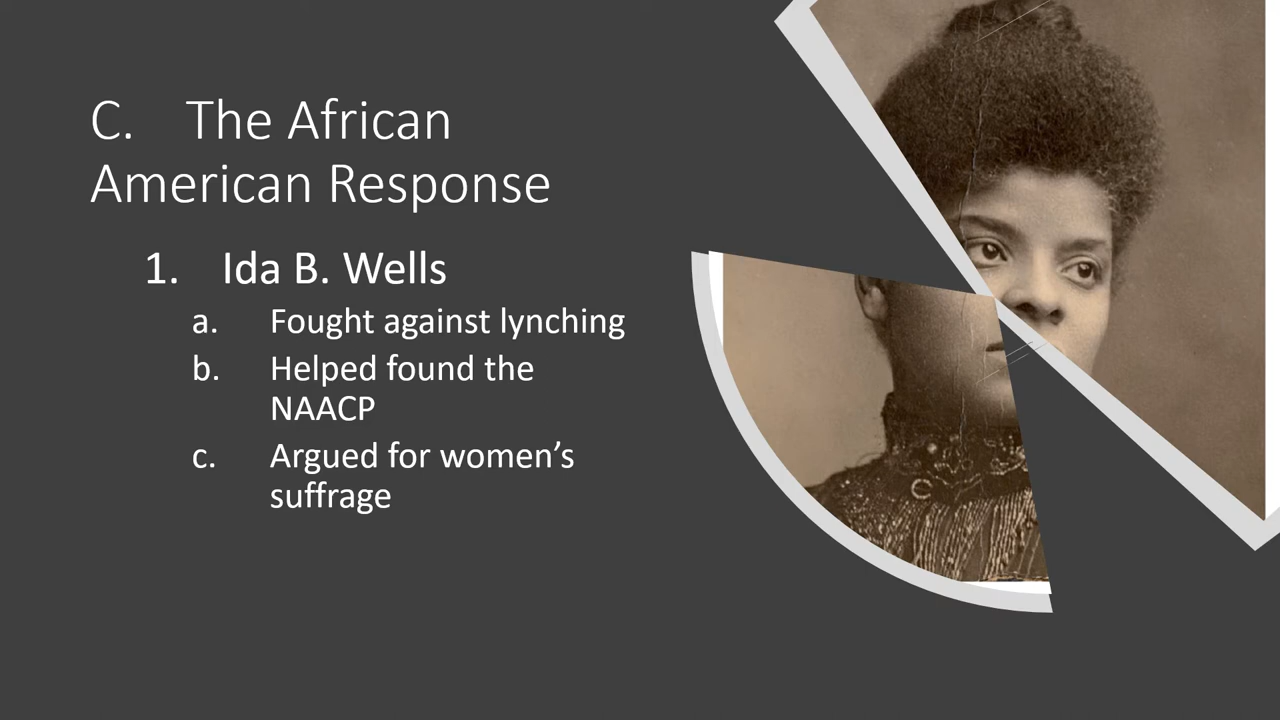 C. The African
American Response
1. Ida B. Wells
a. Fought against lynching
b. Helped found the
NAACP
c. Argued for women’s
suffrage